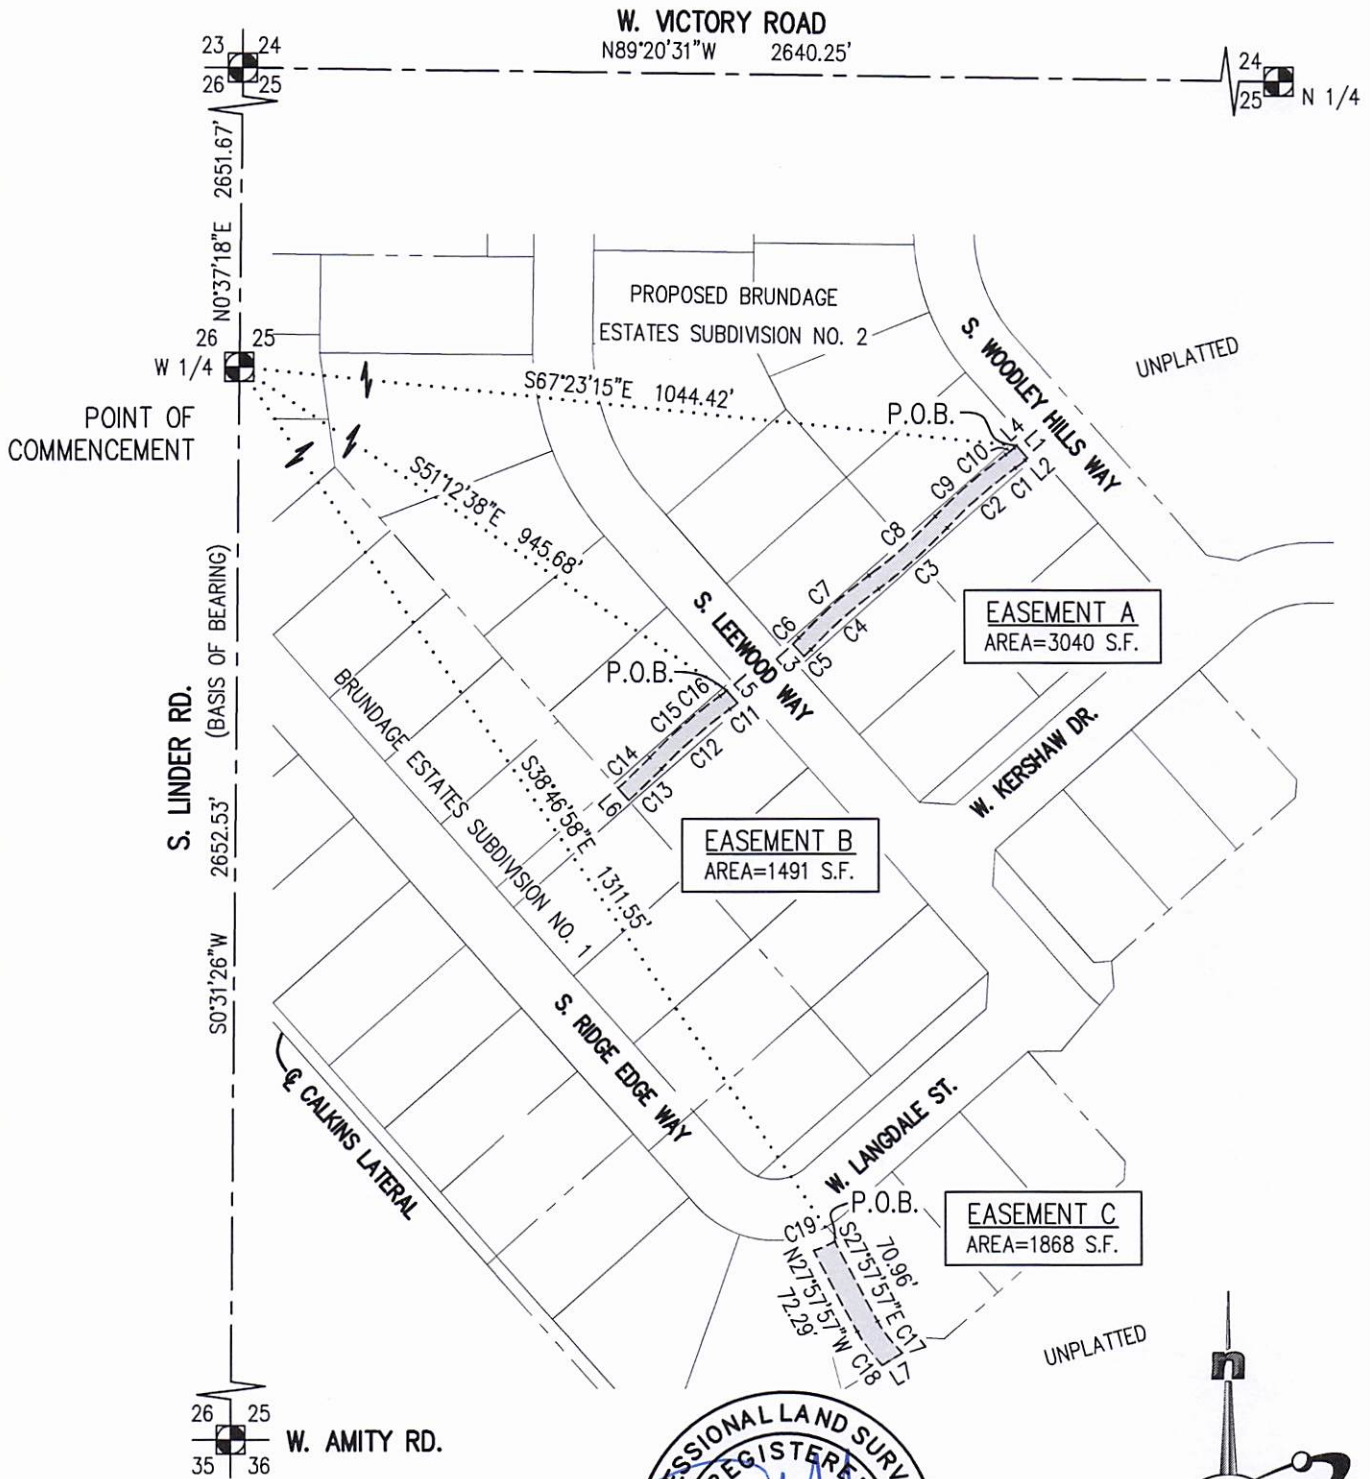 W. VICTORY ROAD
N89°20'31"W 2640.25'
23 24
26 25
24
25
N 1/4
N0°37'18"E 2651.67'
26 25
W 1/4
POINT OF
COMMENCEMENT
PROPOSED BRUNDAGE
ESTATES SUBDIVISION NO. 2
S. WOODLEY HILLS WAY
UNPLATTED
S67°23'15"E 1044.42'
P.O.B.
L4
L1
L2
C10
C1
C9
C2
C8
C3
C7
C4
C6
C5
L3
S51°12'38"E 945.68'
EASEMENT A
AREA=3040 S.F.
S. LEEWOOD WAY
P.O.B.
L5
C16
C15
C11
C14
C12
C13
L6
W. KERSHAW DR.
S. LINDER RD.
(BASIS OF BEARING)
S0°31'26"W 2652.53'
BRUNDAGE ESTATES SUBDIVISION NO. 1
S38°46'58"E 1311.55'
EASEMENT B
AREA=1491 S.F.
S. RIDGE EDGE WAY
℄ CALKINS LATERAL
W. LANGDALE ST.
P.O.B.
C19
S27°57'57"E
70.96'
N27°57'57"W
72.29'
C17
C18
L7
EASEMENT C
AREA=1868 S.F.
UNPLATTED
n
26 25
35 36
W. AMITY RD.